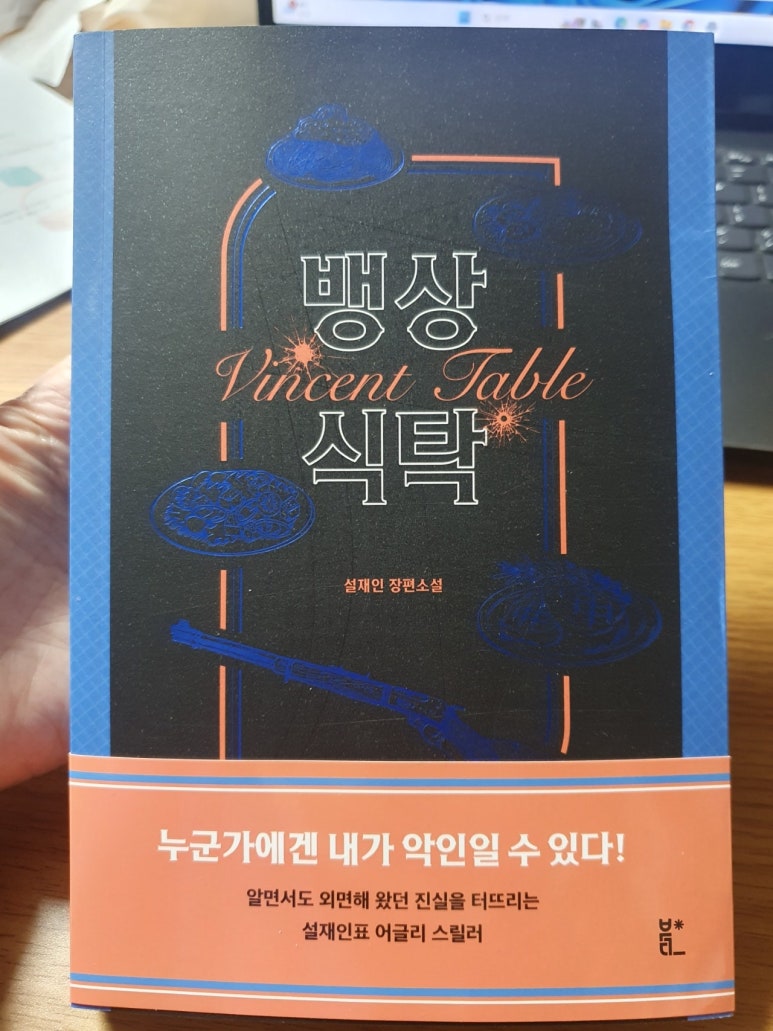 뱅상
Vincent Table
식탁
설재인 장편소설
누군가에겐 내가 악인일 수 있다!
알면서도 외면해 왔던 진실을 터뜨리는
설재인표 어글리 스릴러